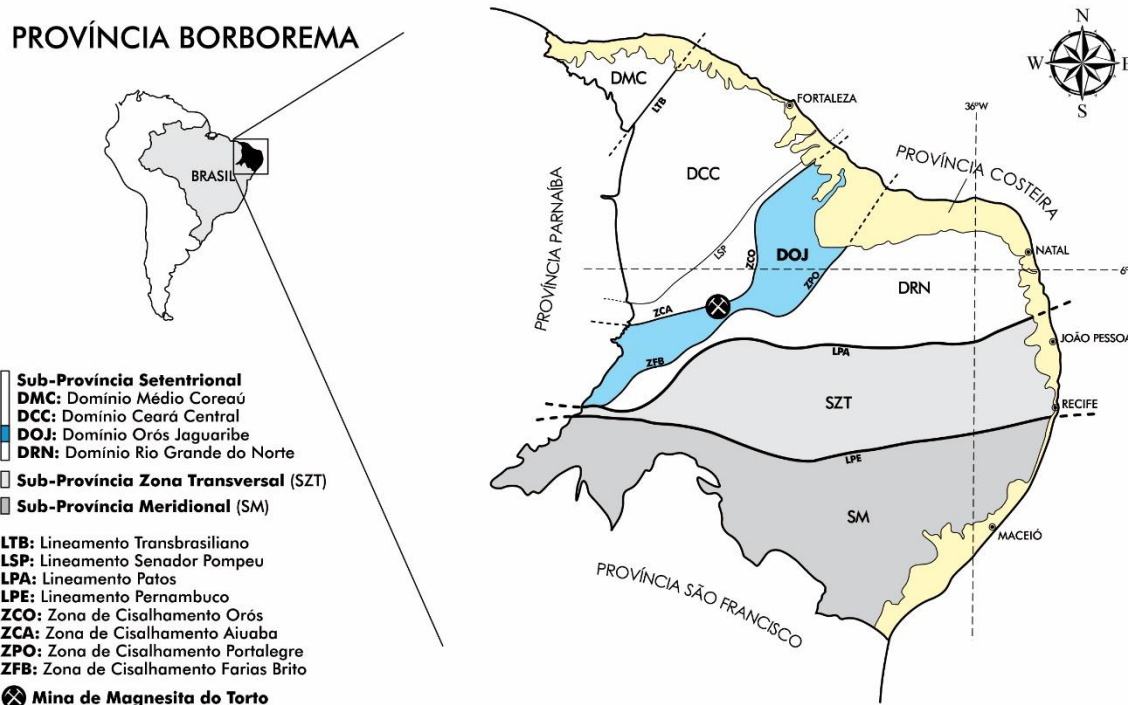 PROVÍNCIA BORBOREMA
BRASIL
Sub-Província Setentrional
DMC: Domínio Médio Coreaú
DCC: Domínio Ceará Central
DOJ: Domínio Orós Jaguaribe
DRN: Domínio Rio Grande do Norte
Sub-Província Zona Transversal (SZT)
Sub-Província Meridional (SM)
LTB: Lineamento Transbrasiliano
LSP: Lineamento Senador Pompeu
LPA: Lineamento Patos
LPE: Lineamento Pernambuco
ZCO: Zona de Cisalhamento Orós
ZCA: Zona de Cisalhamento Aiuaba
ZPO: Zona de Cisalhamento Portalegre
ZFB: Zona de Cisalhamento Farias Brito
Mina de Magnesita do Torto
N
W
E
S
DMC
LTB
FORTALEZA
36°W
PROVÍNCIA COSTEIRA
DCC
PROVÍNCIA PARNAÍBA
LSP
ZCO
DOJ
ZPO
NATAL
6°
DRN
ZCA
ZFB
LPA
JOÃO PESSOA
SZT
RECIFE
LPE
SM
MACEIÓ
PROVÍNCIA SÃO FRANCISCO